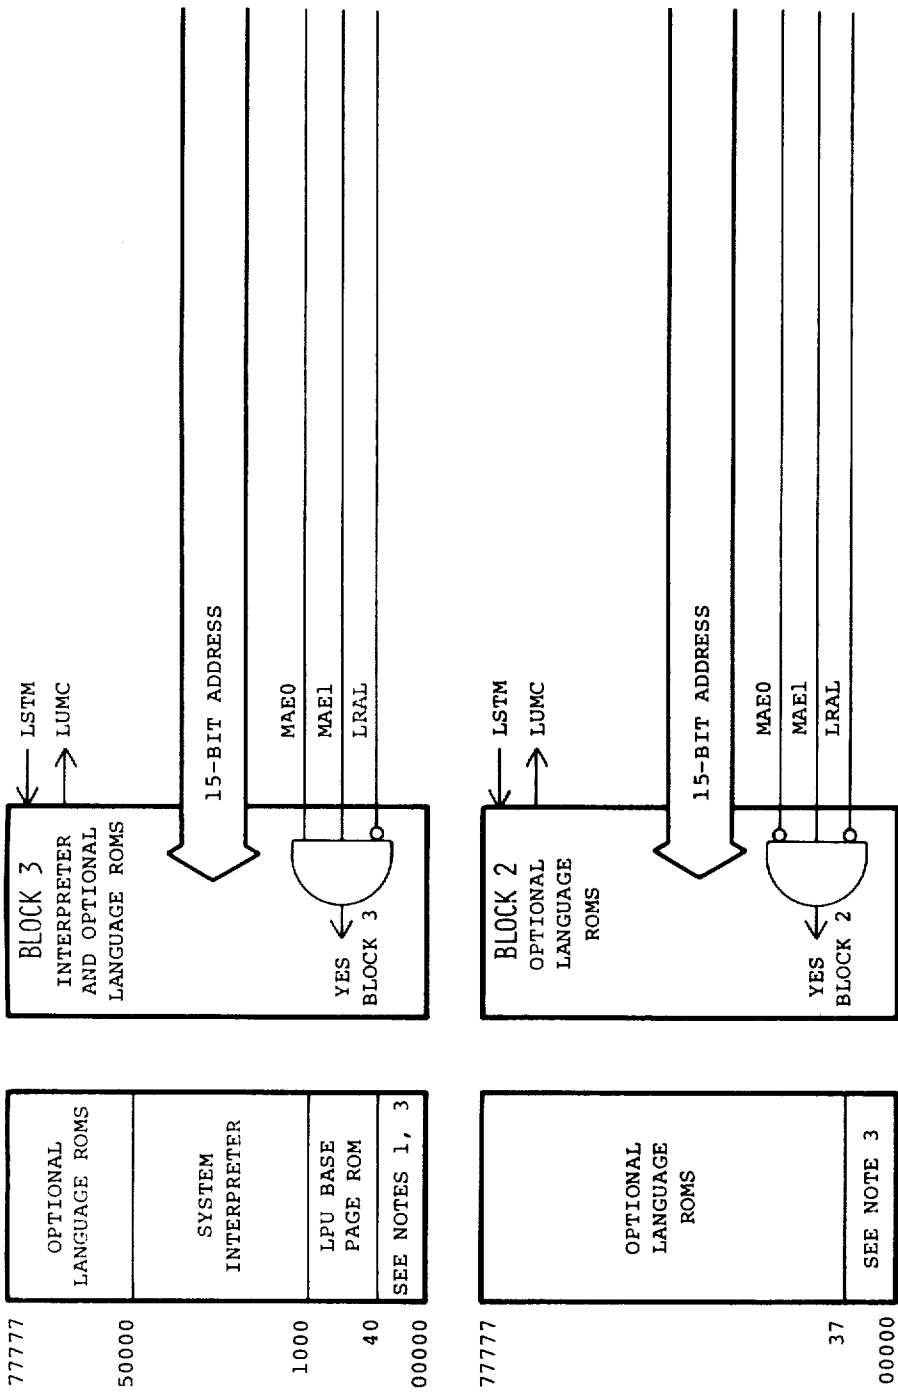 BLOCK 3
INTERPRETER
AND OPTIONAL
LANGUAGE ROMS
LSTM
LUMC
15-BIT ADDRESS
MAE0
MAE1
LRAL
YES
BLOCK 3
BLOCK 2
OPTIONAL
LANGUAGE
ROMS
LSTM
LUMC
15-BIT ADDRESS
MAE0
MAE1
LRAL
YES
BLOCK 2
77777
OPTIONAL
LANGUAGE ROMS
50000
SYSTEM
INTERPRETER
1000
LPU BASE
PAGE ROM
40
SEE NOTES 1, 3
00000
77777
OPTIONAL
LANGUAGE
ROMS
37
SEE NOTE 3
00000